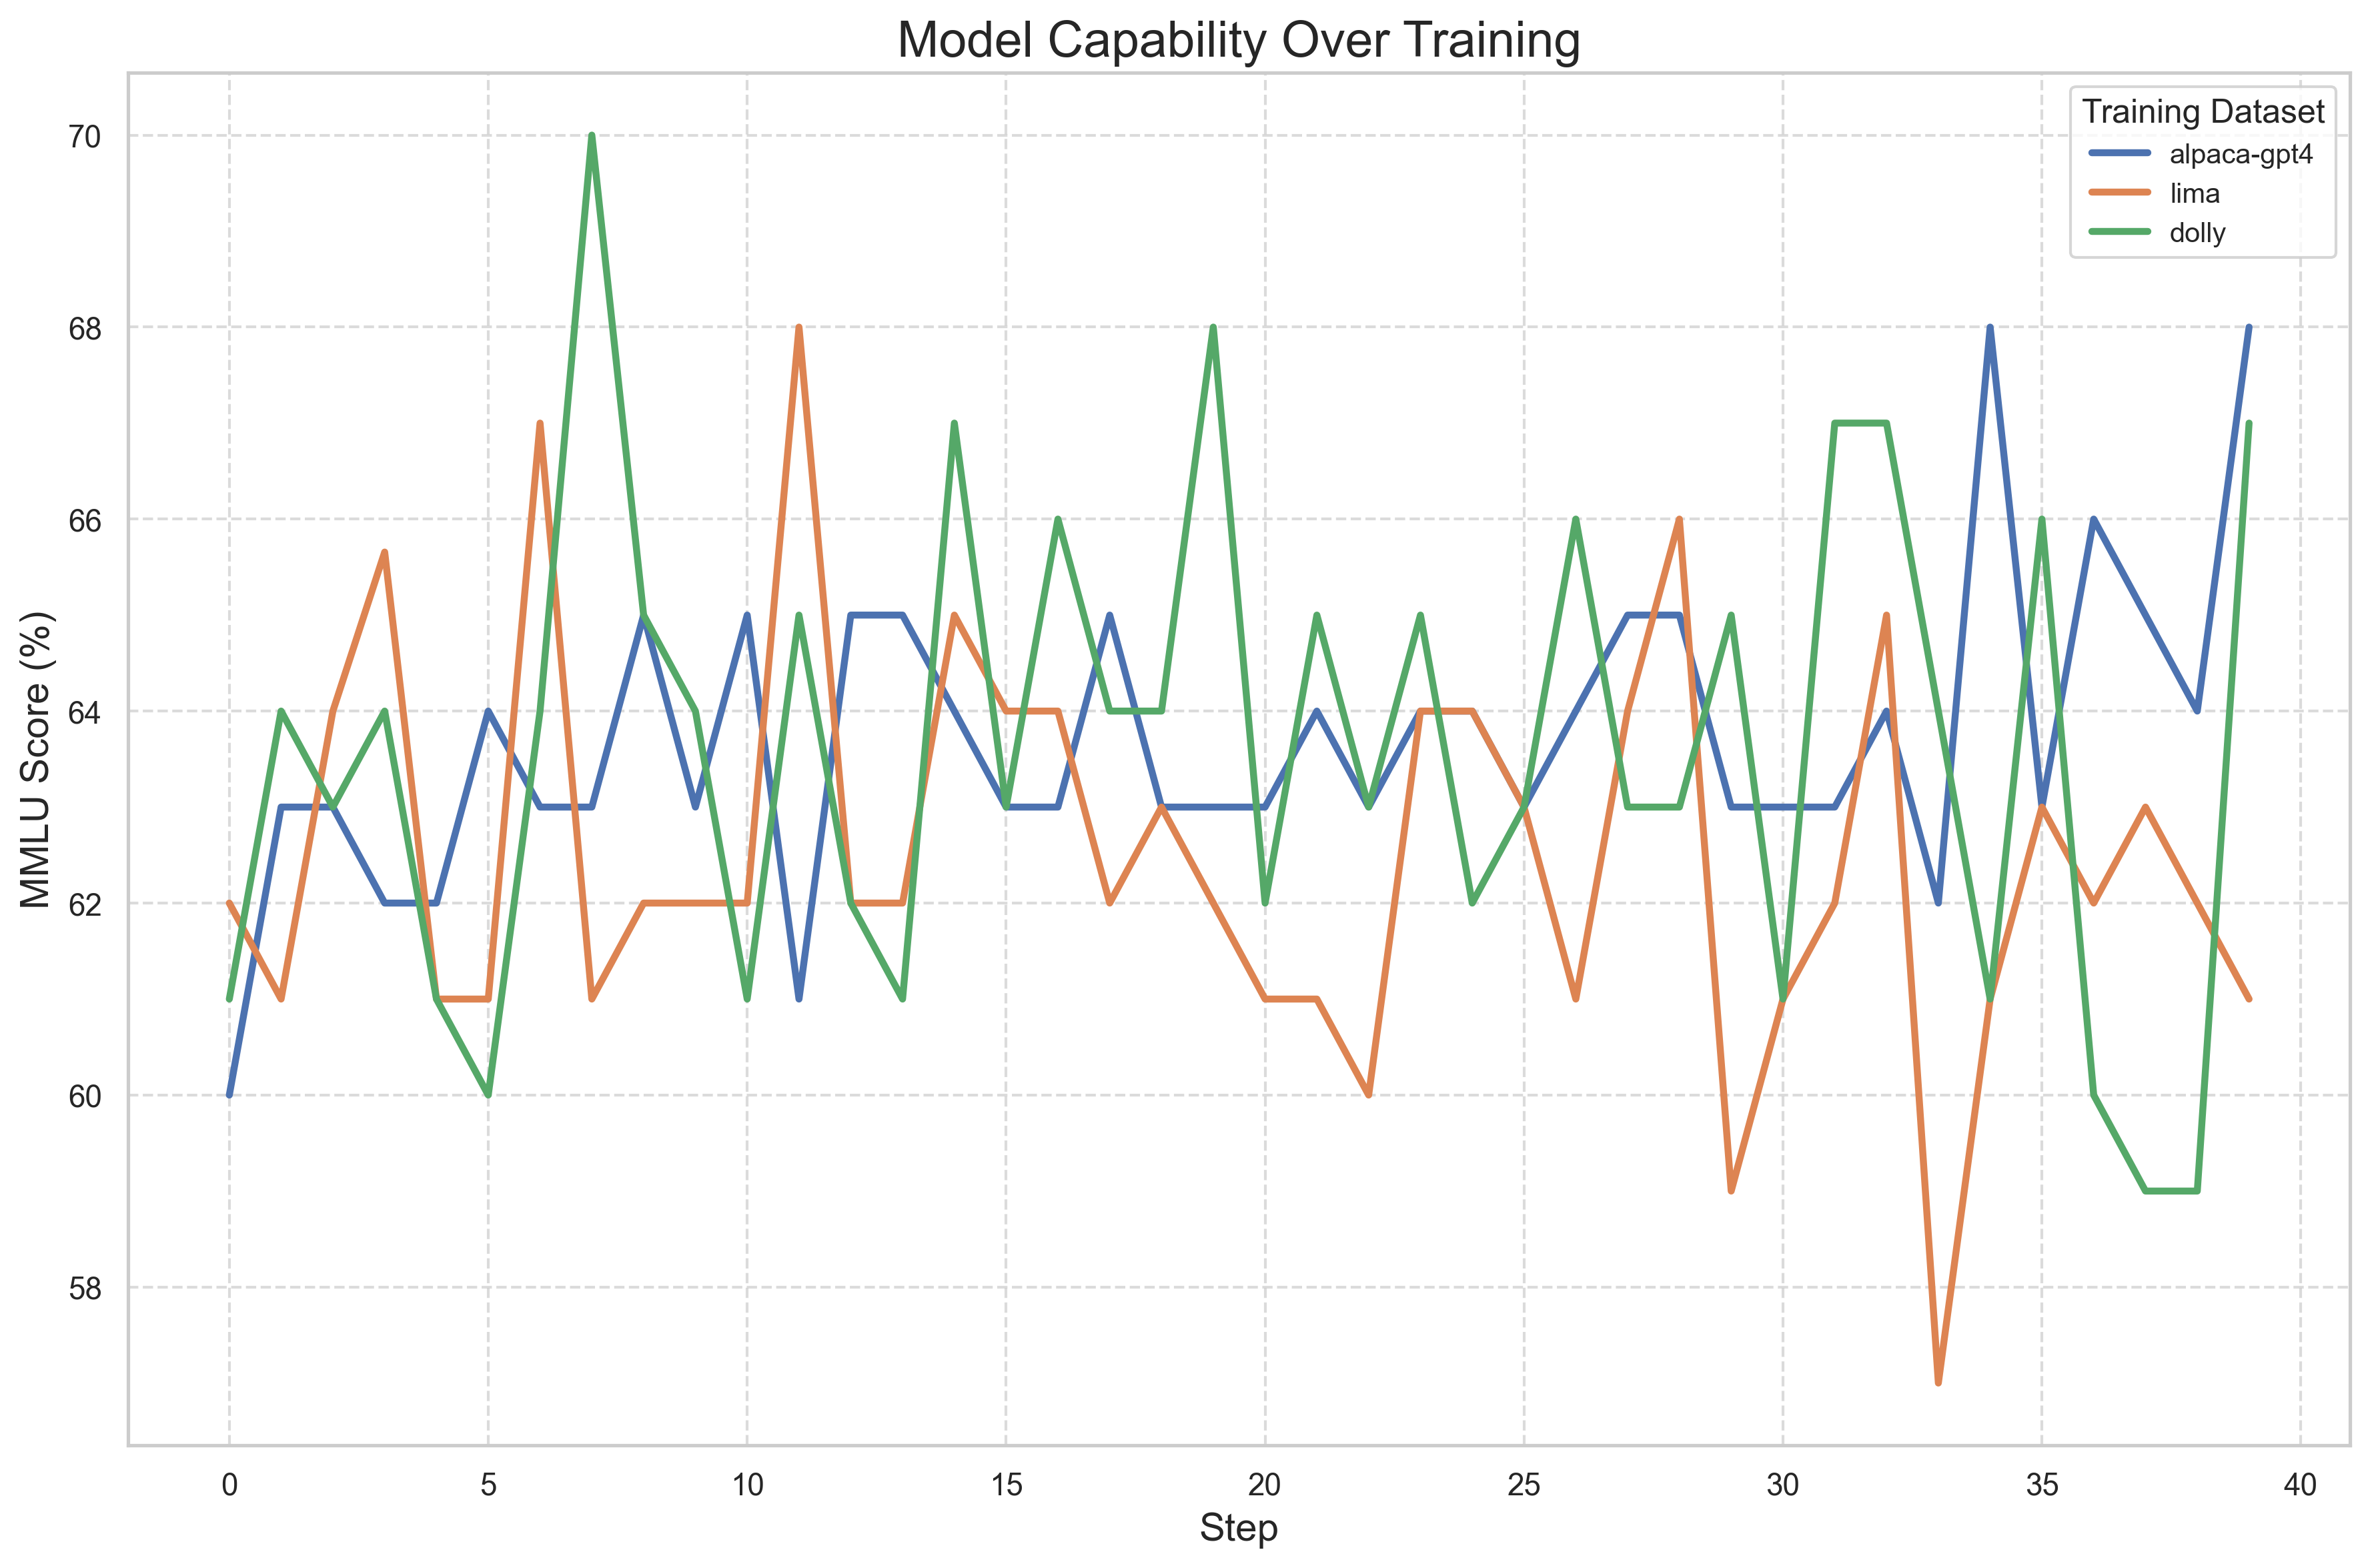 Model Capability Over Training
Training Dataset
alpaca-gpt4
lima
dolly
MMLU Score (%)
70
68
66
64
62
60
58
0 5 10 15 20 25 30 35 40
Step